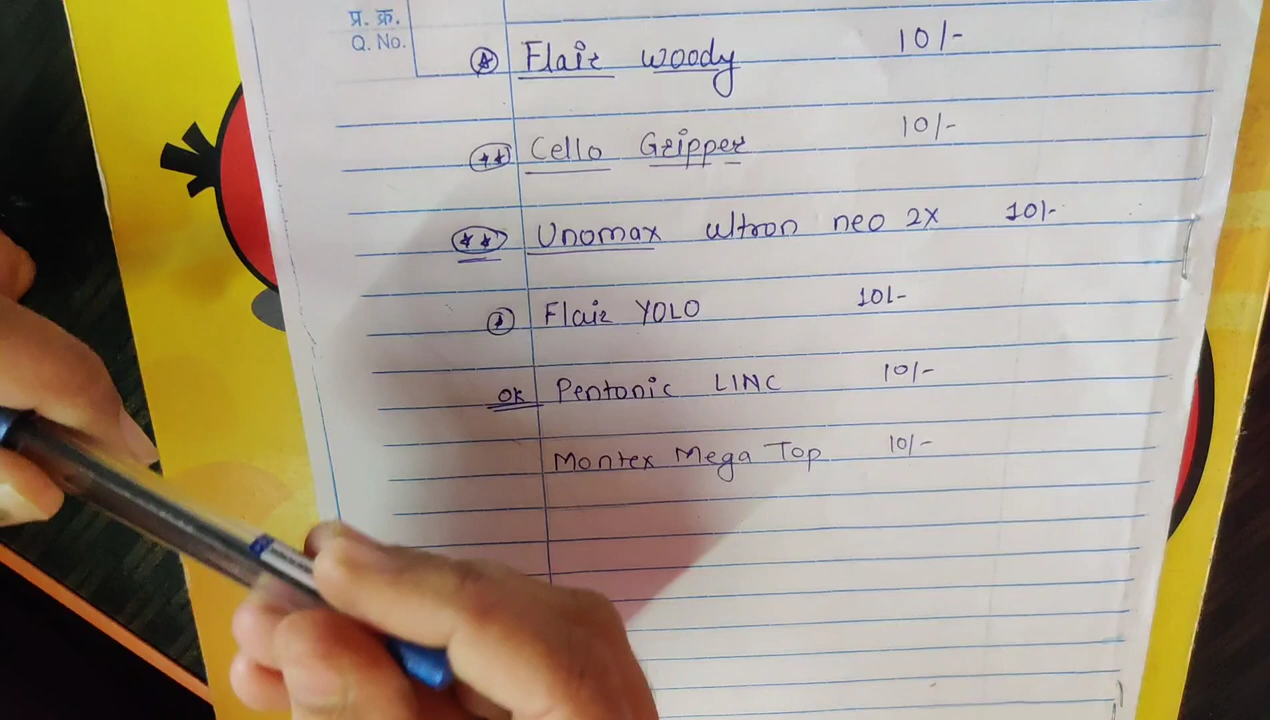 प्र. क्र.
Q. No.
Flair woody 10/-
Cello Gripper 10/-
Unomax ultron neo 2X 10/-
Flair YOLO 10/-
OK Pentonic LINC 10/-
Montex Mega Top 10/-